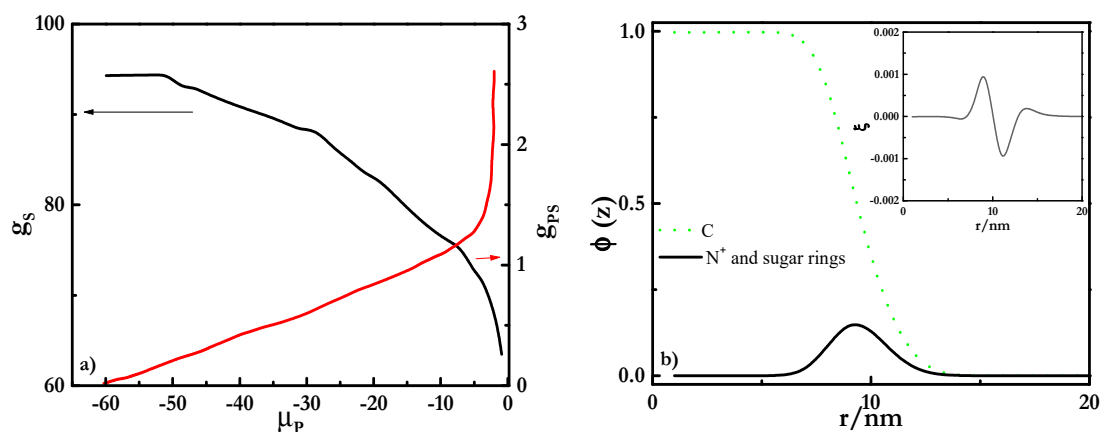 100
90
80
70
60
g_S
3
2
1
0
g_PS
a)
-60 -50 -40 -30 -20 -10 0
μ_P
1.0
0.5
0.0
ϕ (z)
C
N⁺ and sugar rings
b)
0 10 20
r/nm
0.002
0.001
0.000
-0.001
-0.002
ξ
0 10 20
r/nm